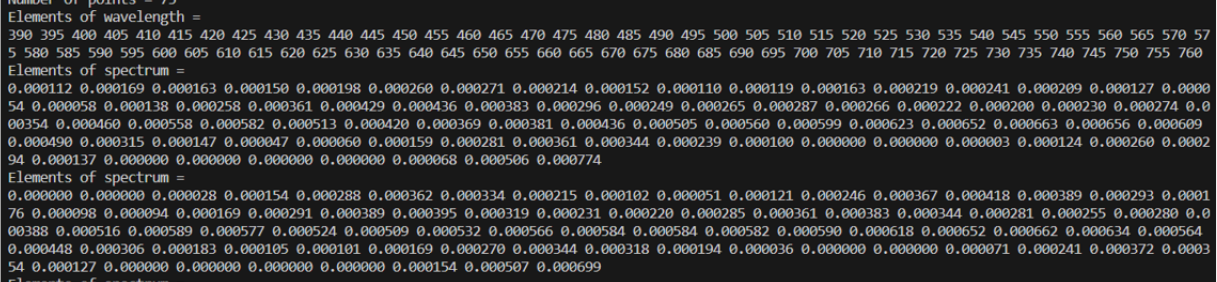 Number of points = 75
Elements of wavelength =
390 395 400 405 410 415 420 425 430 435 440 445 450 455 460 465 470 475 480 485 490 495 500 505 510 515 520 525 530 535 540 545 550 555 560 565 570 57
5 580 585 590 595 600 605 610 615 620 625 630 635 640 645 650 655 660 665 670 675 680 685 690 695 700 705 710 715 720 725 730 735 740 745 750 755 760
Elements of spectrum =
0.000112 0.000169 0.000163 0.000150 0.000198 0.000260 0.000271 0.000214 0.000152 0.000110 0.000119 0.000163 0.000219 0.000241 0.000209 0.000127 0.0000
54 0.000058 0.000138 0.000258 0.000361 0.000429 0.000436 0.000383 0.000296 0.000249 0.000265 0.000287 0.000266 0.000222 0.000200 0.000230 0.000274 0.0
00354 0.000460 0.000558 0.000582 0.000513 0.000420 0.000369 0.000381 0.000436 0.000505 0.000560 0.000599 0.000623 0.000652 0.000663 0.000656 0.000609
0.000490 0.000315 0.000147 0.000047 0.000060 0.000159 0.000281 0.000361 0.000344 0.000239 0.000100 0.000000 0.000000 0.000003 0.000124 0.000260 0.0002
94 0.000137 0.000000 0.000000 0.000000 0.000000 0.000068 0.000506 0.000774
Elements of spectrum =
0.000000 0.000000 0.000028 0.000154 0.000288 0.000362 0.000334 0.000215 0.000102 0.000051 0.000121 0.000246 0.000367 0.000418 0.000389 0.000293 0.0001
76 0.000098 0.000094 0.000169 0.000291 0.000389 0.000395 0.000319 0.000231 0.000220 0.000285 0.000361 0.000383 0.000344 0.000281 0.000255 0.000280 0.0
00388 0.000516 0.000589 0.000577 0.000524 0.000509 0.000532 0.000566 0.000584 0.000584 0.000582 0.000590 0.000618 0.000652 0.000662 0.000634 0.000564
0.000448 0.000306 0.000183 0.000105 0.000101 0.000169 0.000270 0.000344 0.000318 0.000194 0.000036 0.000000 0.000000 0.000071 0.000241 0.000372 0.0003
54 0.000127 0.000000 0.000000 0.000000 0.000000 0.000154 0.000507 0.000699